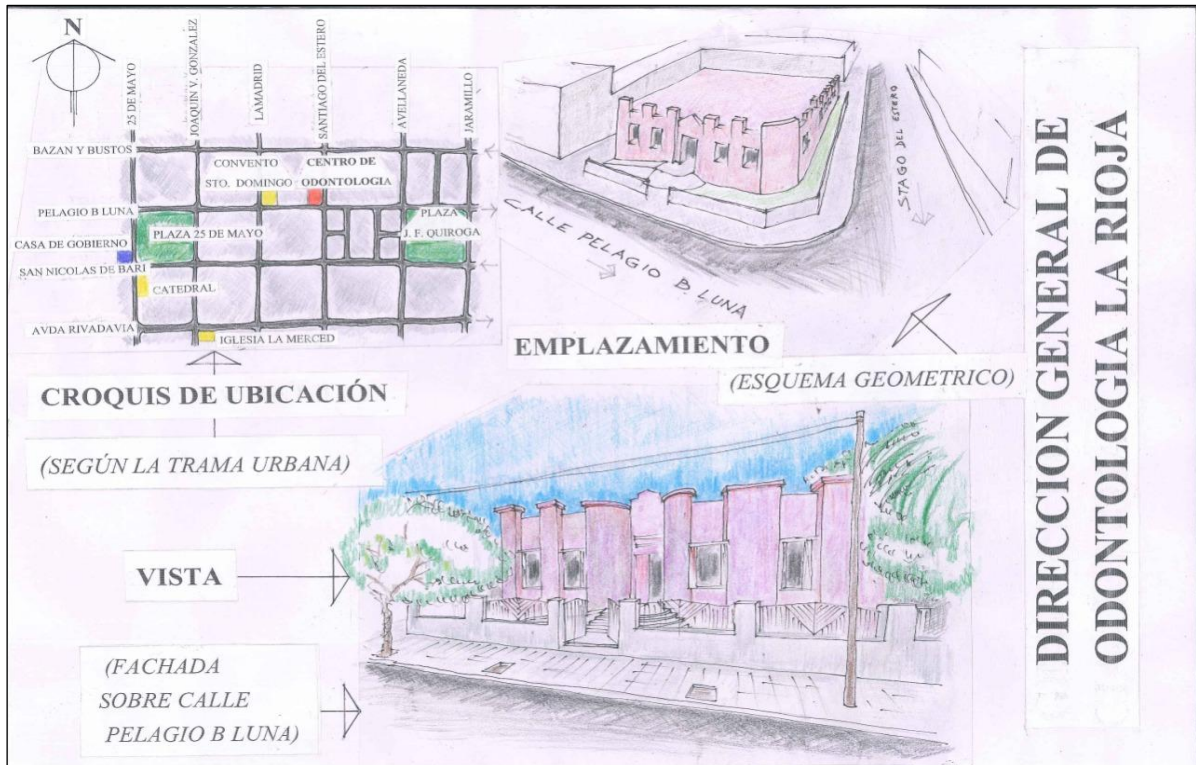 N
25 DE MAYO
JOAQUIN V. GONZALEZ
LAMADRID
SANTIAGO DEL ESTERO
AVELLANEDA
JARAMILLO
BAZAN Y BUSTOS
CONVENTO
STO. DOMINGO
CENTRO DE
ODONTOLOGIA
PELAGIO B LUNA
PLAZA 25 DE MAYO
PLAZA
J. F. QUIROGA
CASA DE GOBIERNO
SAN NICOLAS DE BARI
CATEDRAL
AVDA RIVADAVIA
IGLESIA LA MERCED
CROQUIS DE UBICACIÓN
(SEGÚN LA TRAMA URBANA)
STAGO DEL ESTERO
CALLE PELAGIO B. LUNA
EMPLAZAMIENTO
(ESQUEMA GEOMETRICO)
VISTA
(FACHADA
SOBRE CALLE
PELAGIO B LUNA)
DIRECCION GENERAL DE
ODONTOLOGIA LA RIOJA